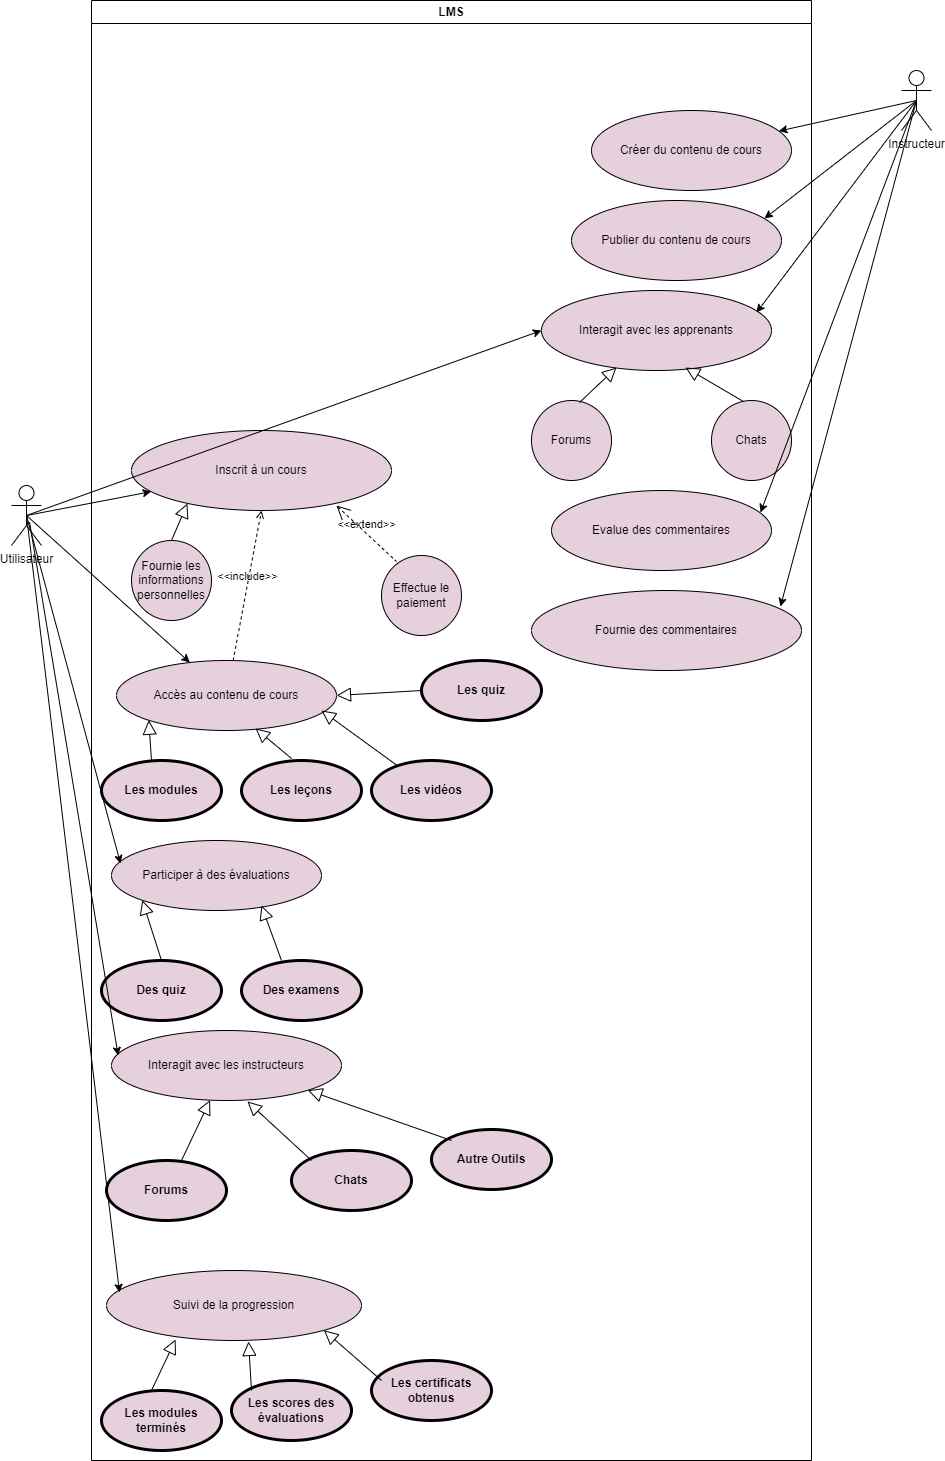 LMS
Instructeur
Créer du contenu de cours
Publier du contenu de cours
Interagit avec les apprenants
Forums
Chats
Inscrit à un cours
Evalue des commentaires
<<extend>>
Utilisateur
Fournie les
informations
personnelles
<<include>>
Effectue le
paiement
Fournie des commentaires
Accès au contenu de cours
Les quiz
Les modules
Les leçons
Les vidéos
Participer à des évaluations
Des quiz
Des examens
Interagit avec les instructeurs
Autre Outils
Forums
Chats
Suivi de la progression
Les certificats
obtenus
Les scores des
évaluations
Les modules
terminés